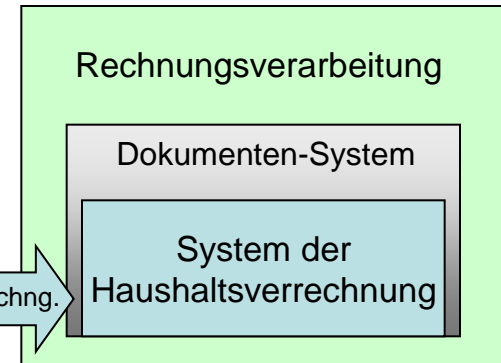 Rechnungsverarbeitung
Dokumenten-System
System der
Haushaltsverrechnung
chng.